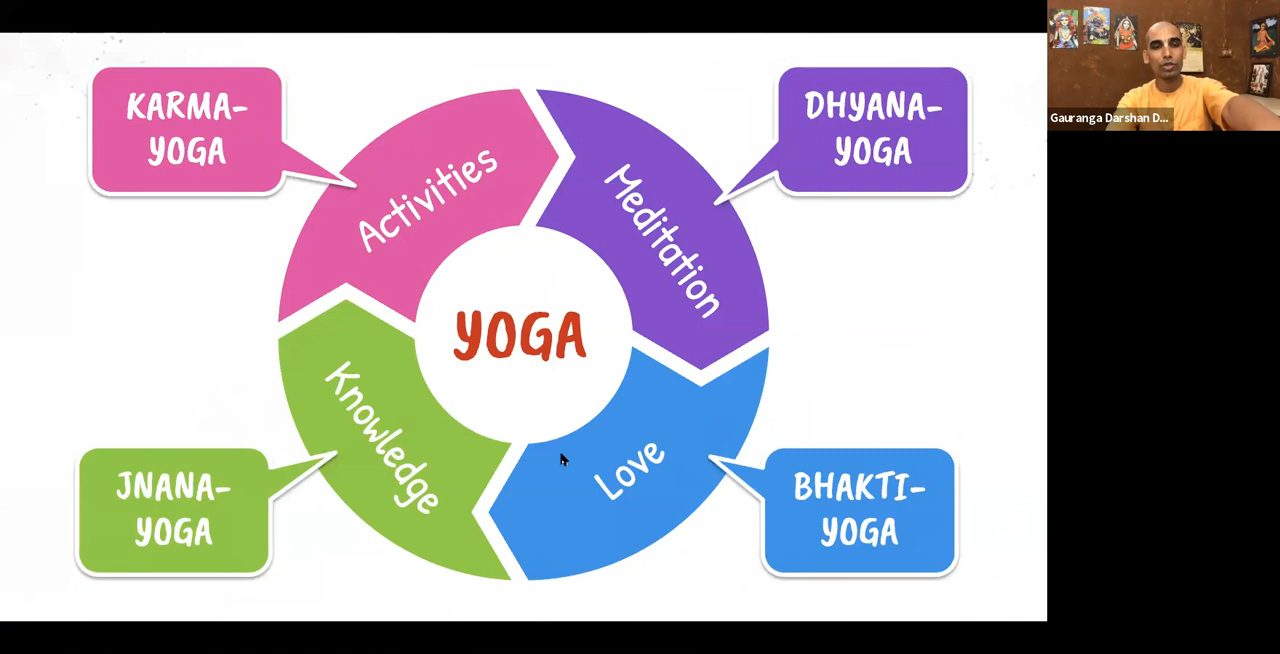 KARMA-
YOGA
DHYANA-
YOGA
Activities
Meditation
YOGA
Knowledge
Love
JNANA-
YOGA
BHAKTI-
YOGA
Gauranga Darshan D...